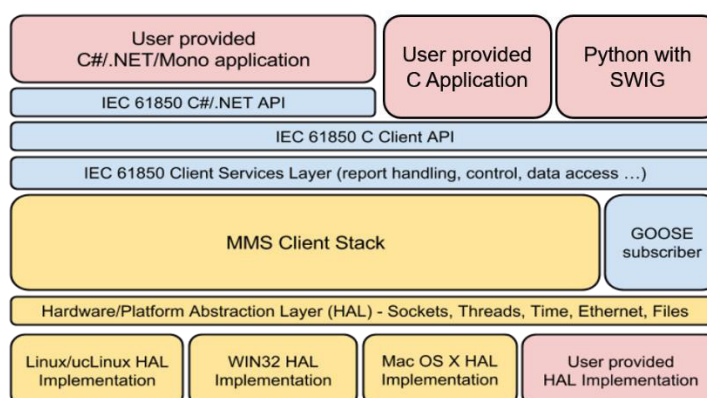 User provided
C#/.NET/Mono application
User provided
C Application
Python with
SWIG
IEC 61850 C#/.NET API
IEC 61850 C Client API
IEC 61850 Client Services Layer (report handling, control, data access …)
MMS Client Stack
GOOSE
subscriber
Hardware/Platform Abstraction Layer (HAL) - Sockets, Threads, Time, Ethernet, Files
Linux/ucLinux HAL
Implementation
WIN32 HAL
Implementation
Mac OS X HAL
Implementation
User provided
HAL Implementation